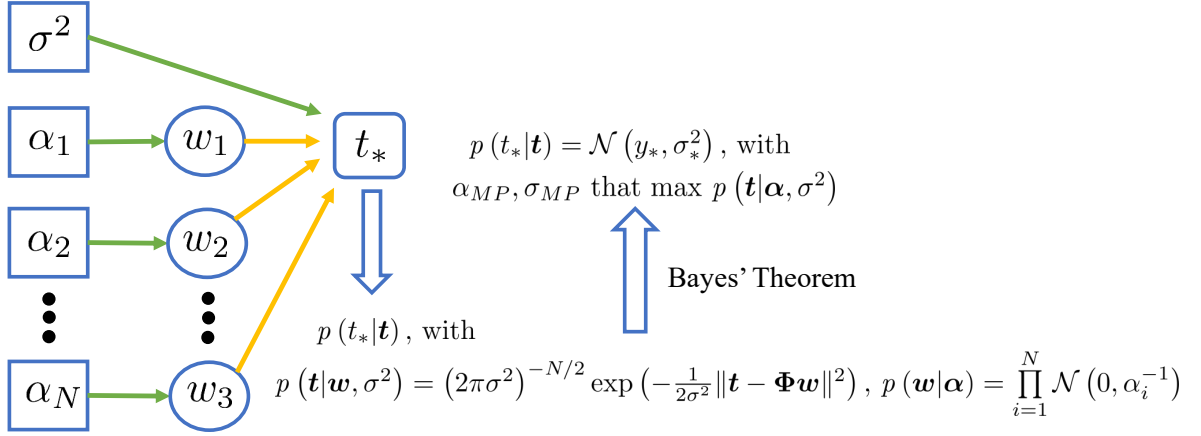 σ²
α₁ w₁ t∗
α₂ w₂
α_N w₃
p (t∗|𝒕) = 𝒩 (y∗, σ∗²) , with
α_MP, σ_MP that max p (𝒕|𝜶, σ²)
Bayes' Theorem
p (t∗|𝒕) , with
p (𝒕|𝒘, σ²) = (2πσ²)^{-N/2} exp (−\frac{1}{2σ²}‖𝒕 − 𝚽𝒘‖²) , p (𝒘|𝜶) = ∏_{i=1}^{N} 𝒩 (0, α_i^{-1})